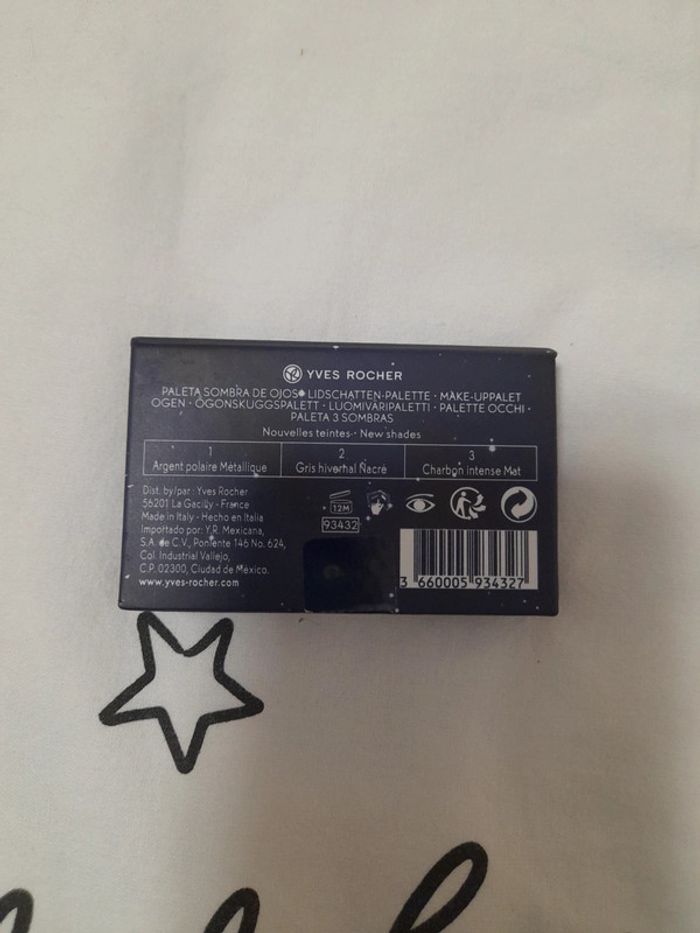 YVES ROCHER
PALETA SOMBRA DE OJOS • LIDSCHATTEN-PALETTE • MAKE-UPPALET
OGEN • ÖGONSKUGGSPALETT • LUOMIVÄRIPALETTI • PALETTE OCCHI •
PALETA 3 SOMBRAS
Nouvelles teintes • New shades
1 2 3
Argent polaire Métallique Gris hivernal Nacré Charbon intense Mat
Dist. by/par : Yves Rocher
56201 La Gacilly - France
Made in Italy - Hecho en Italia
Importado por: Y.R. Mexicana,
S.A. de C.V., Poniente 146 No. 624,
Col. Industrial Vallejo,
C.P. 02300, Ciudad de México.
www.yves-rocher.com
12M
93432
3 660005 934327